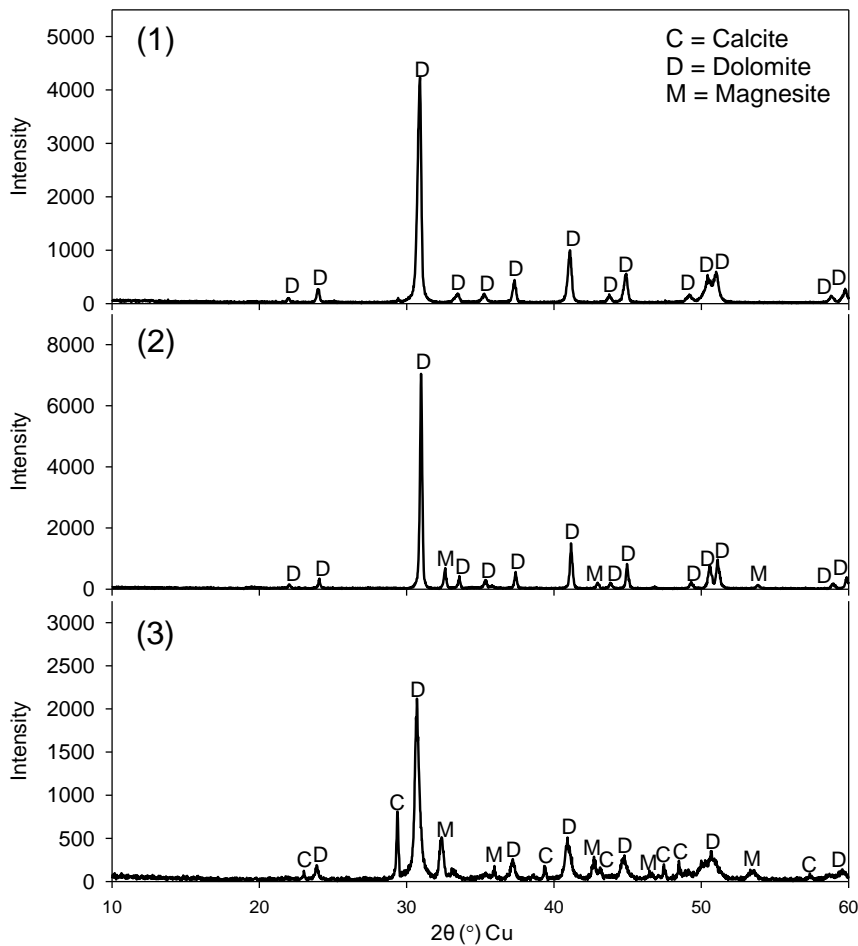 (1)
C = Calcite
D = Dolomite
M = Magnesite
Intensity
5000
4000
3000
2000
1000
0
D
D D D D D D D D D D D D D
(2)
Intensity
8000
6000
4000
2000
0
D
D D M D D D D M D D D D D M D D
(3)
Intensity
3000
2500
2000
1500
1000
500
0
D
C D C M M D C D M C D M C C D M C D
10 20 30 40 50 60
2θ (°) Cu